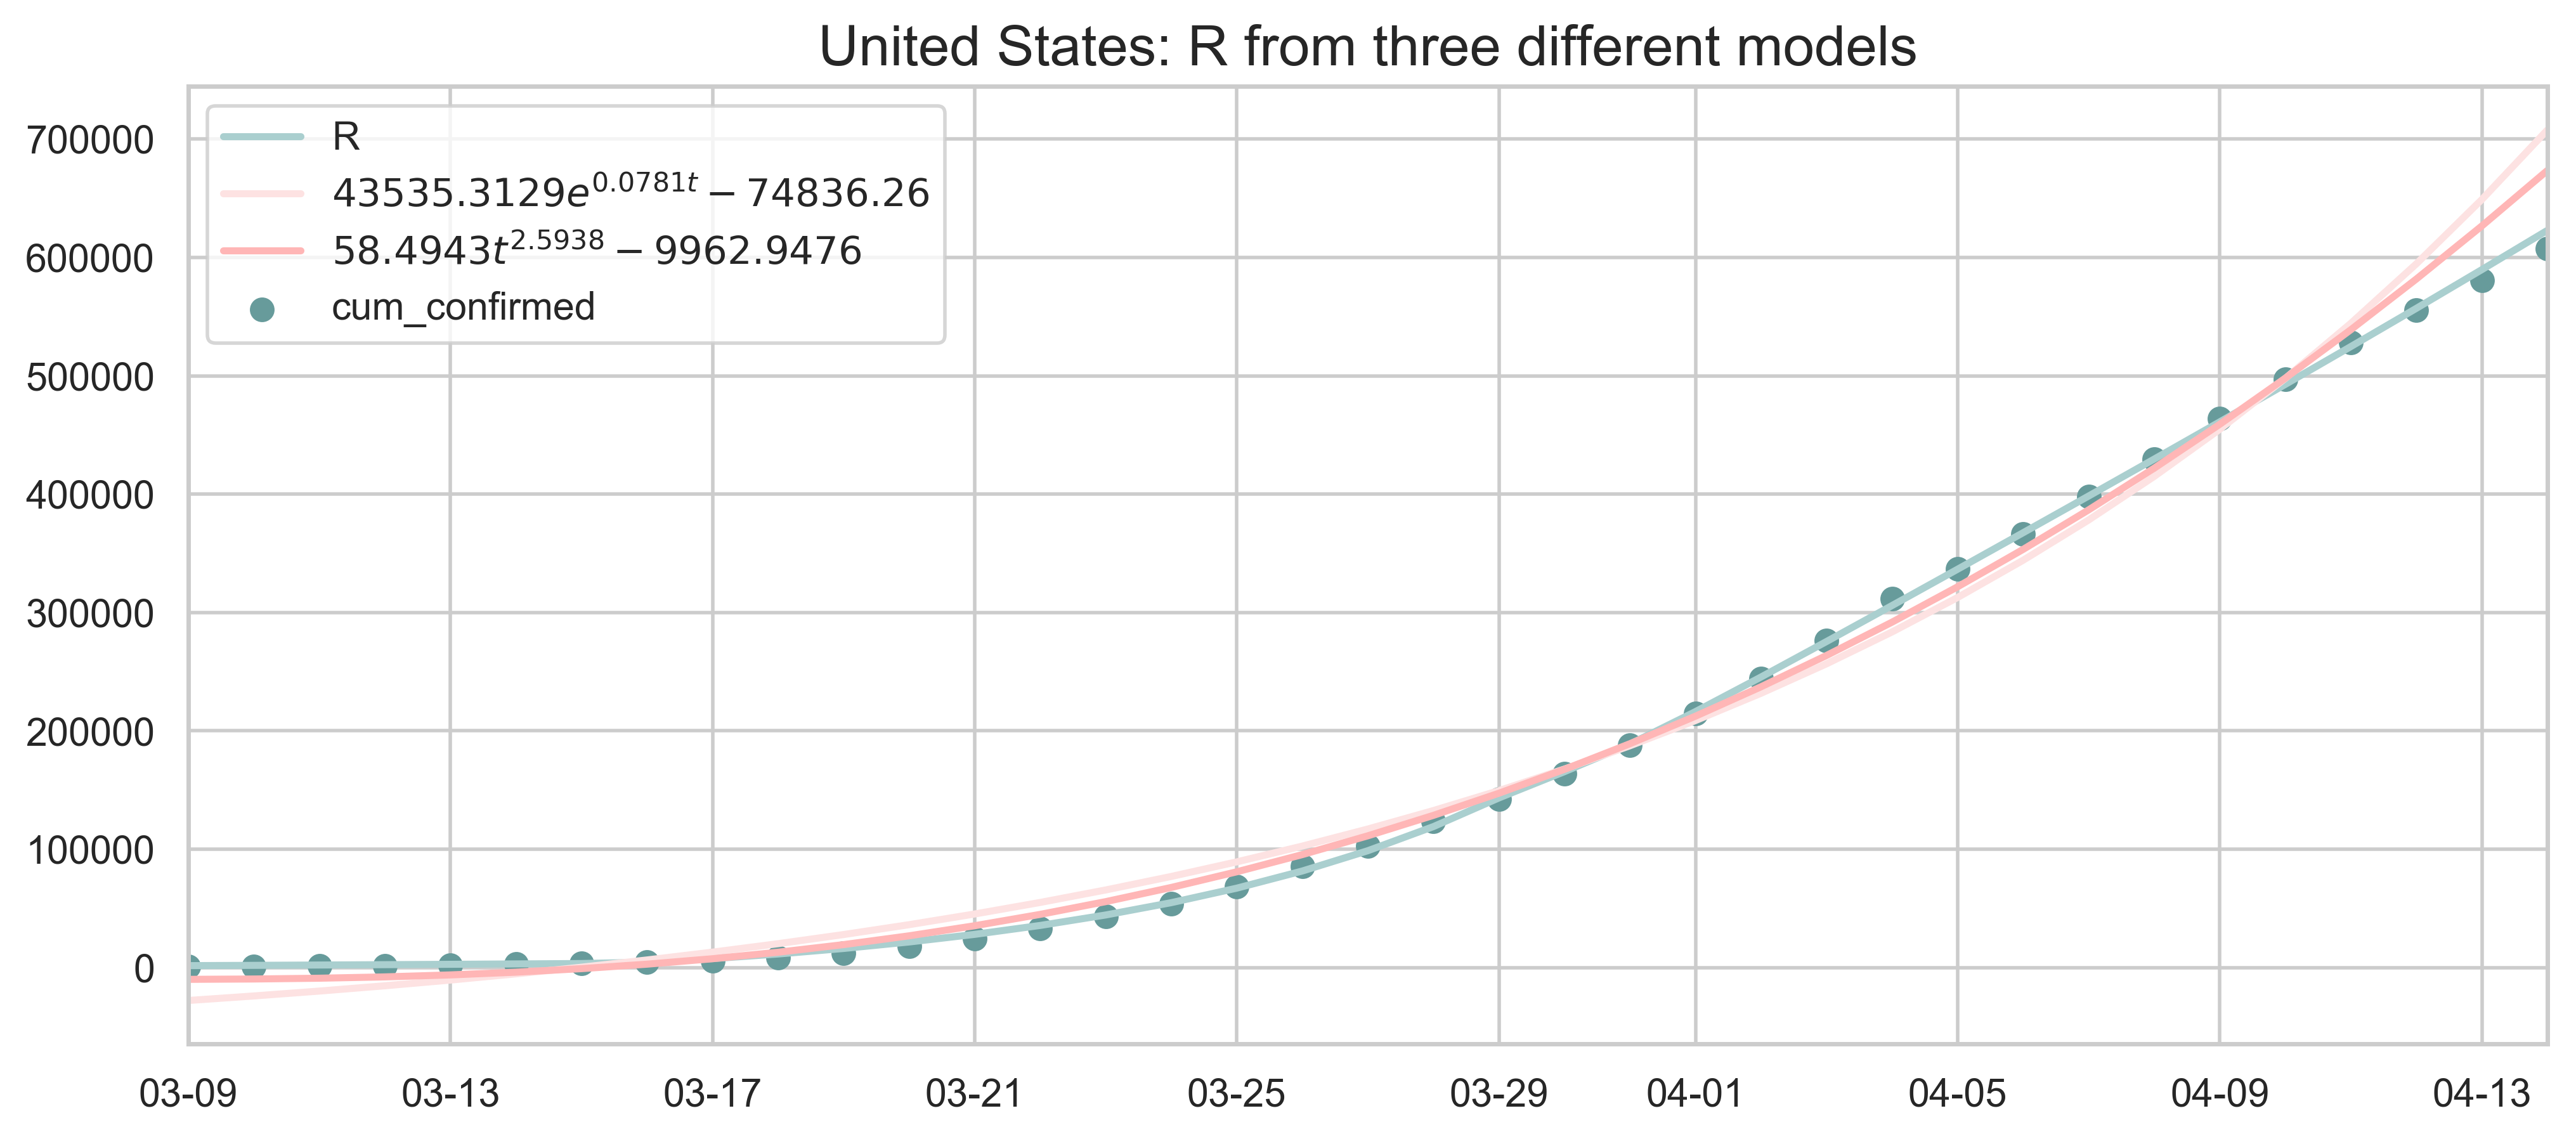 United States: R from three different models
R
43535.3129e^{0.0781t} − 74836.26
58.4943t^{2.5938} − 9962.9476
cum_confirmed
700000
600000
500000
400000
300000
200000
100000
0
03-09 03-13 03-17 03-21 03-25 03-29 04-01 04-05 04-09 04-13